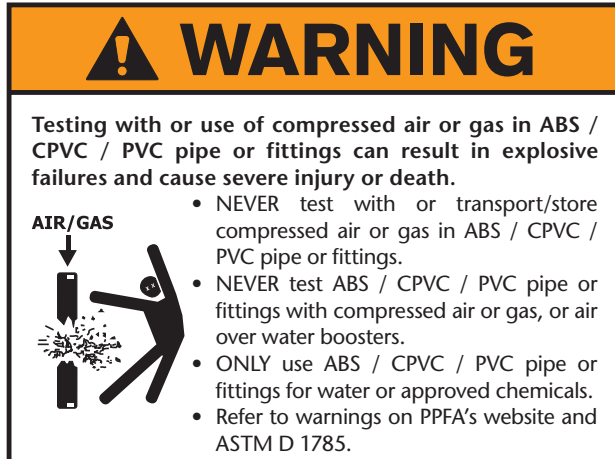 WARNING
Testing with or use of compressed air or gas in ABS /
CPVC / PVC pipe or fittings can result in explosive
failures and cause severe injury or death.
AIR/GAS
• NEVER test with or transport/store
compressed air or gas in ABS / CPVC /
PVC pipe or fittings.
• NEVER test ABS / CPVC / PVC pipe or
fittings with compressed air or gas, or air
over water boosters.
• ONLY use ABS / CPVC / PVC pipe or
fittings for water or approved chemicals.
• Refer to warnings on PPFA's website and
ASTM D 1785.